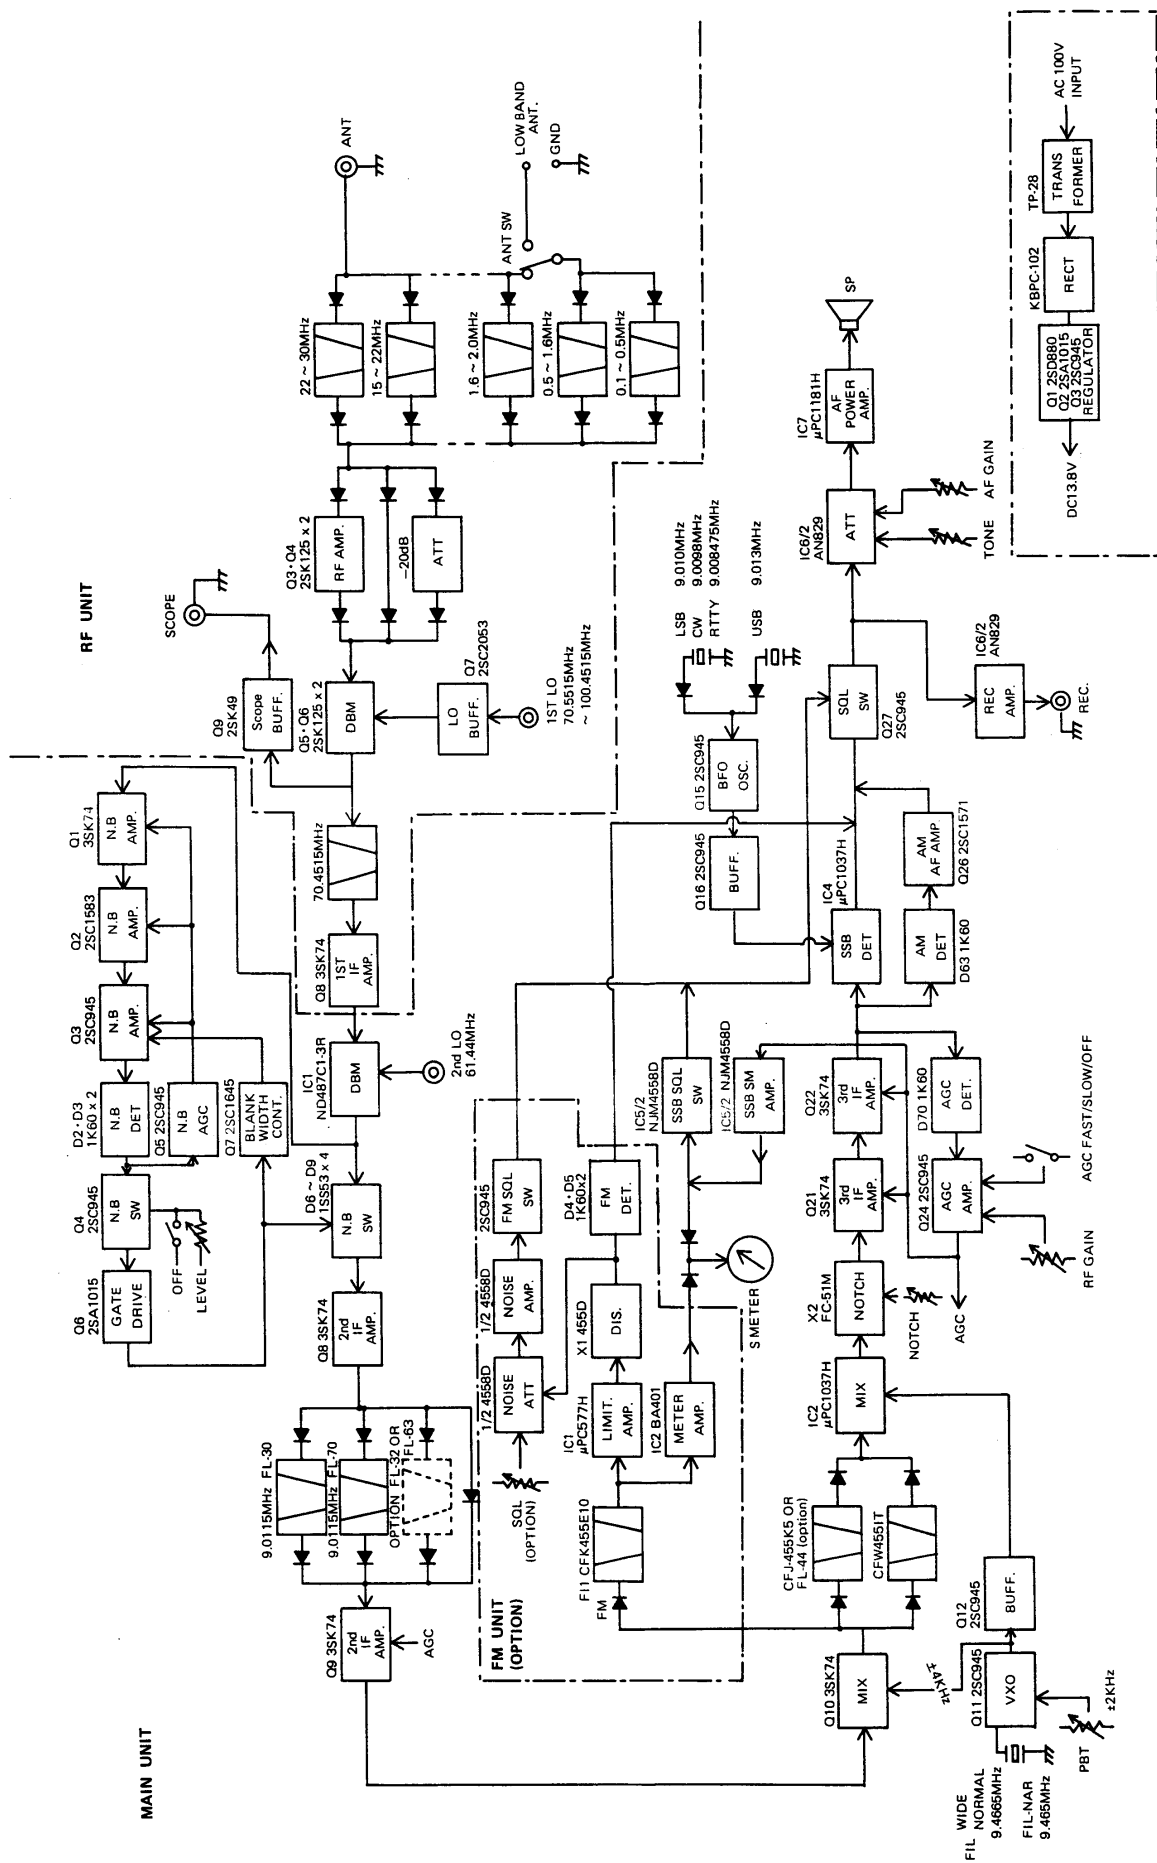 RF UNIT
MAIN UNIT
ANT
LOW BAND
ANT.
GND
ANT SW
22 ~ 30MHz
15 ~ 22MHz
1.6 ~ 2.0MHz
0.5 ~ 1.6MHz
0.1 ~ 0.5MHz
Q3 · Q4
2SK125 x 2
RF AMP.
-20dB
ATT
SCOPE
Q9
2SK49
Scope
BUFF.
Q5 · Q6
2SK125 x 2
DBM
Q7
2SC2053
LO
BUFF.
1ST LO
70.5515MHz
~ 100.4515MHz
70.4515MHz
Q8 3SK74
1ST
IF
AMP.
IC1
ND487C1-3R
DBM
2nd LO
61.44MHz
Q1
3SK74
N.B
AMP.
Q2
2SC1583
N.B
AMP.
Q3
2SC945
N.B
AMP.
D2 · D3
1K60 x 2
N.B
DET
Q5 2SC945
N.B
AGC
Q7 2SC1645
BLANK
WIDTH
CONT.
Q4
2SC945
N.B
SW
OFF
LEVEL
Q6
2SA1015
GATE
DRIVE
D6 ~ D9
1SS53 x 4
N.B
SW
Q8 3SK74
2nd
IF
AMP.
9.0115MHz FL-30
9.0115MHz FL-70
OPTION FL-32 OR
FL-63
Q9 3SK74
2nd
IF
AMP.
AGC
FM UNIT
(OPTION)
SQL
(OPTION)
1/2 4558D
NOISE
ATT
1/2 4558D
NOISE
AMP.
2SC945
FM SQL
SW
FI1 CFK455E10
FM
IC1
μPC577H
LIMIT.
AMP.
X1 455D
DIS.
D4 · D5
1K60x2
FM
DET.
IC2 BA401
METER
AMP.
S METER
IC5/2
NJM4558D
SSB SQL
SW
IC5/2 NJM4558D
SSB SM
AMP.
Q10 3SK74
MIX
CFJ-455K5 OR
FL-44 (option)
CFW455IT
IC2
μPC1037H
MIX
X2
FC-51M
NOTCH
NOTCH
Q21
3SK74
3rd
IF
AMP.
Q22
3SK74
3rd
IF
AMP.
D70 1K60
AGC
DET.
Q24 2SC945
AGC
AMP.
AGC
RF GAIN
AGC FAST/SLOW/OFF
IC4
μPC1037H
SSB
DET
D63 1K60
AM
DET
Q26 2SC1571
AM
AF AMP.
Q16 2SC945
BUFF.
Q15 2SC945
BFO
OSC.
LSB 9.010MHz
CW 9.0098MHz
RTTY 9.008475MHz
USB 9.013MHz
SQL
SW
Q27
2SC945
IC6/2
AN829
REC
AMP.
REC.
IC6/2
AN829
ATT
TONE
AF GAIN
IC7
μPC1181H
AF
POWER
AMP.
SP
Q12
2SC945
BUFF.
Q11 2SC945
VXO
±4KHz
PBT
±2KHz
FIL WIDE
NORMAL
9.4665MHz
FIL-NAR
9.465MHz
AC 100V
INPUT
TP-28
TRANS
FORMER
KBPC-102
RECT
Q1 2SD880
Q2 2SA1015
Q3 2SC945
REGULATOR
DC13.8V